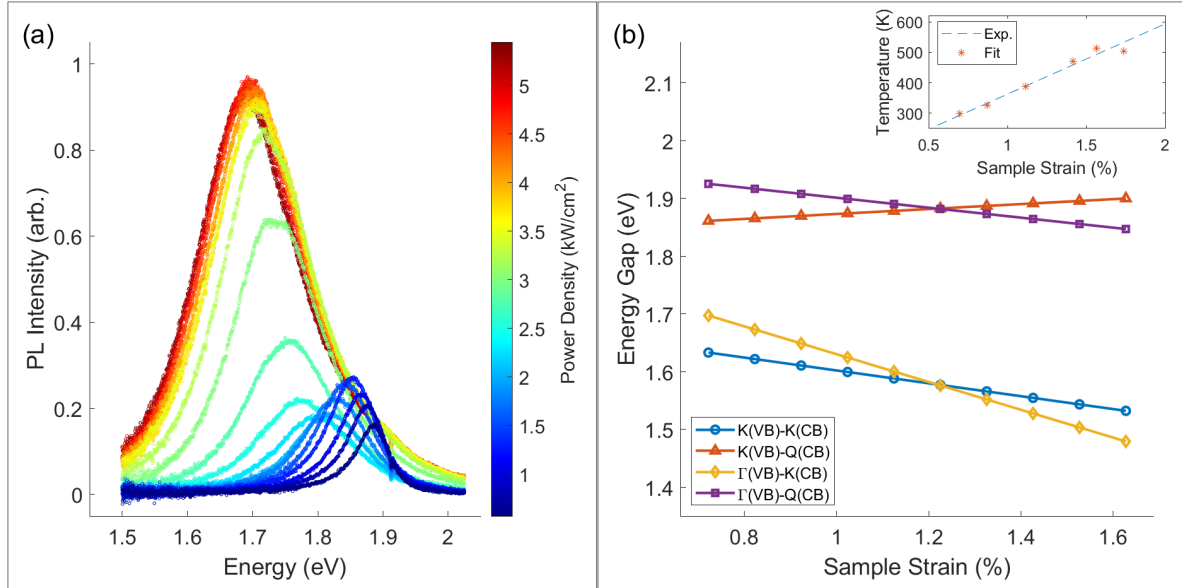 (a)
PL Intensity (arb.)
1
0.8
0.6
0.4
0.2
0
1.5 1.6 1.7 1.8 1.9 2
Energy (eV)
5
4.5
4
3.5
3
2.5
2
1.5
1
Power Density (kW/cm²)
(b)
Energy Gap (eV)
2.1
2
1.9
1.8
1.7
1.6
1.5
1.4
0.8 1 1.2 1.4 1.6
Sample Strain (%)
K(VB)-K(CB)
K(VB)-Q(CB)
Γ(VB)-K(CB)
Γ(VB)-Q(CB)
Temperature (K)
600
500
400
300
Exp.
Fit
0.5 1 1.5 2
Sample Strain (%)